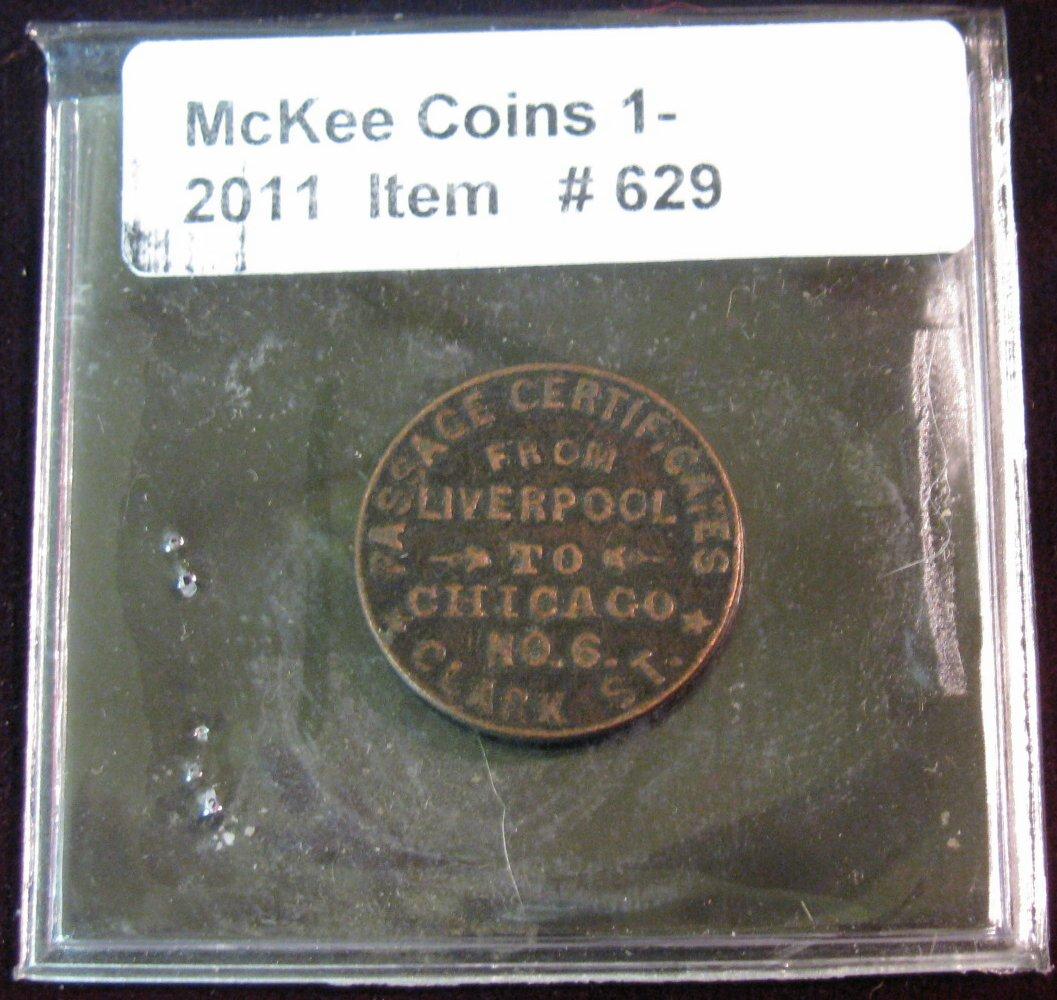 McKee Coins 1-
2011 Item # 629
PASSAGE CERTIFICATES
FROM
LIVERPOOL
TO
CHICAGO
NO. 6.
CLARK ST.